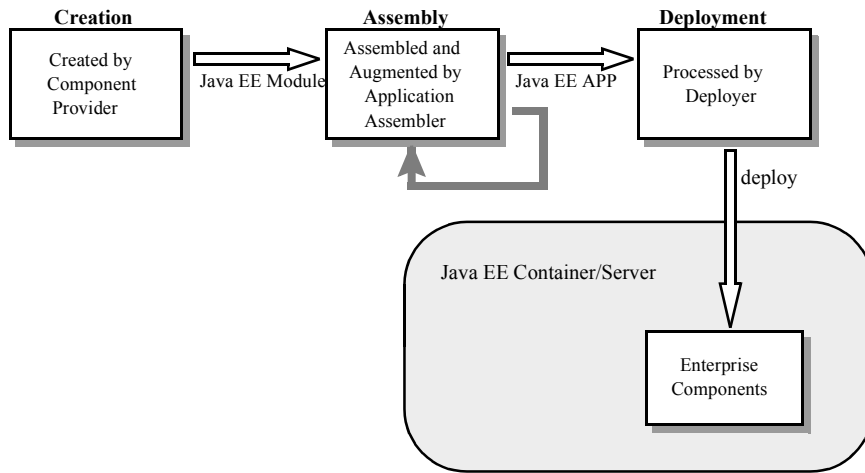 Creation
Created by
Component
Provider
Java EE Module
Assembly
Assembled and
Augmented by
Application
Assembler
Java EE APP
Deployment
Processed by
Deployer
deploy
Java EE Container/Server
Enterprise
Components